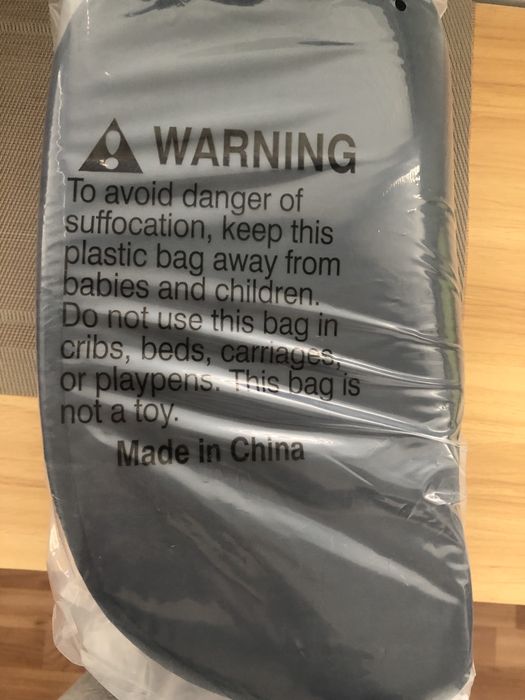 WARNING
To avoid danger of
suffocation, keep this
plastic bag away from
babies and children.
Do not use this bag in
cribs, beds, carriages,
or playpens. This bag is
not a toy.
Made in China